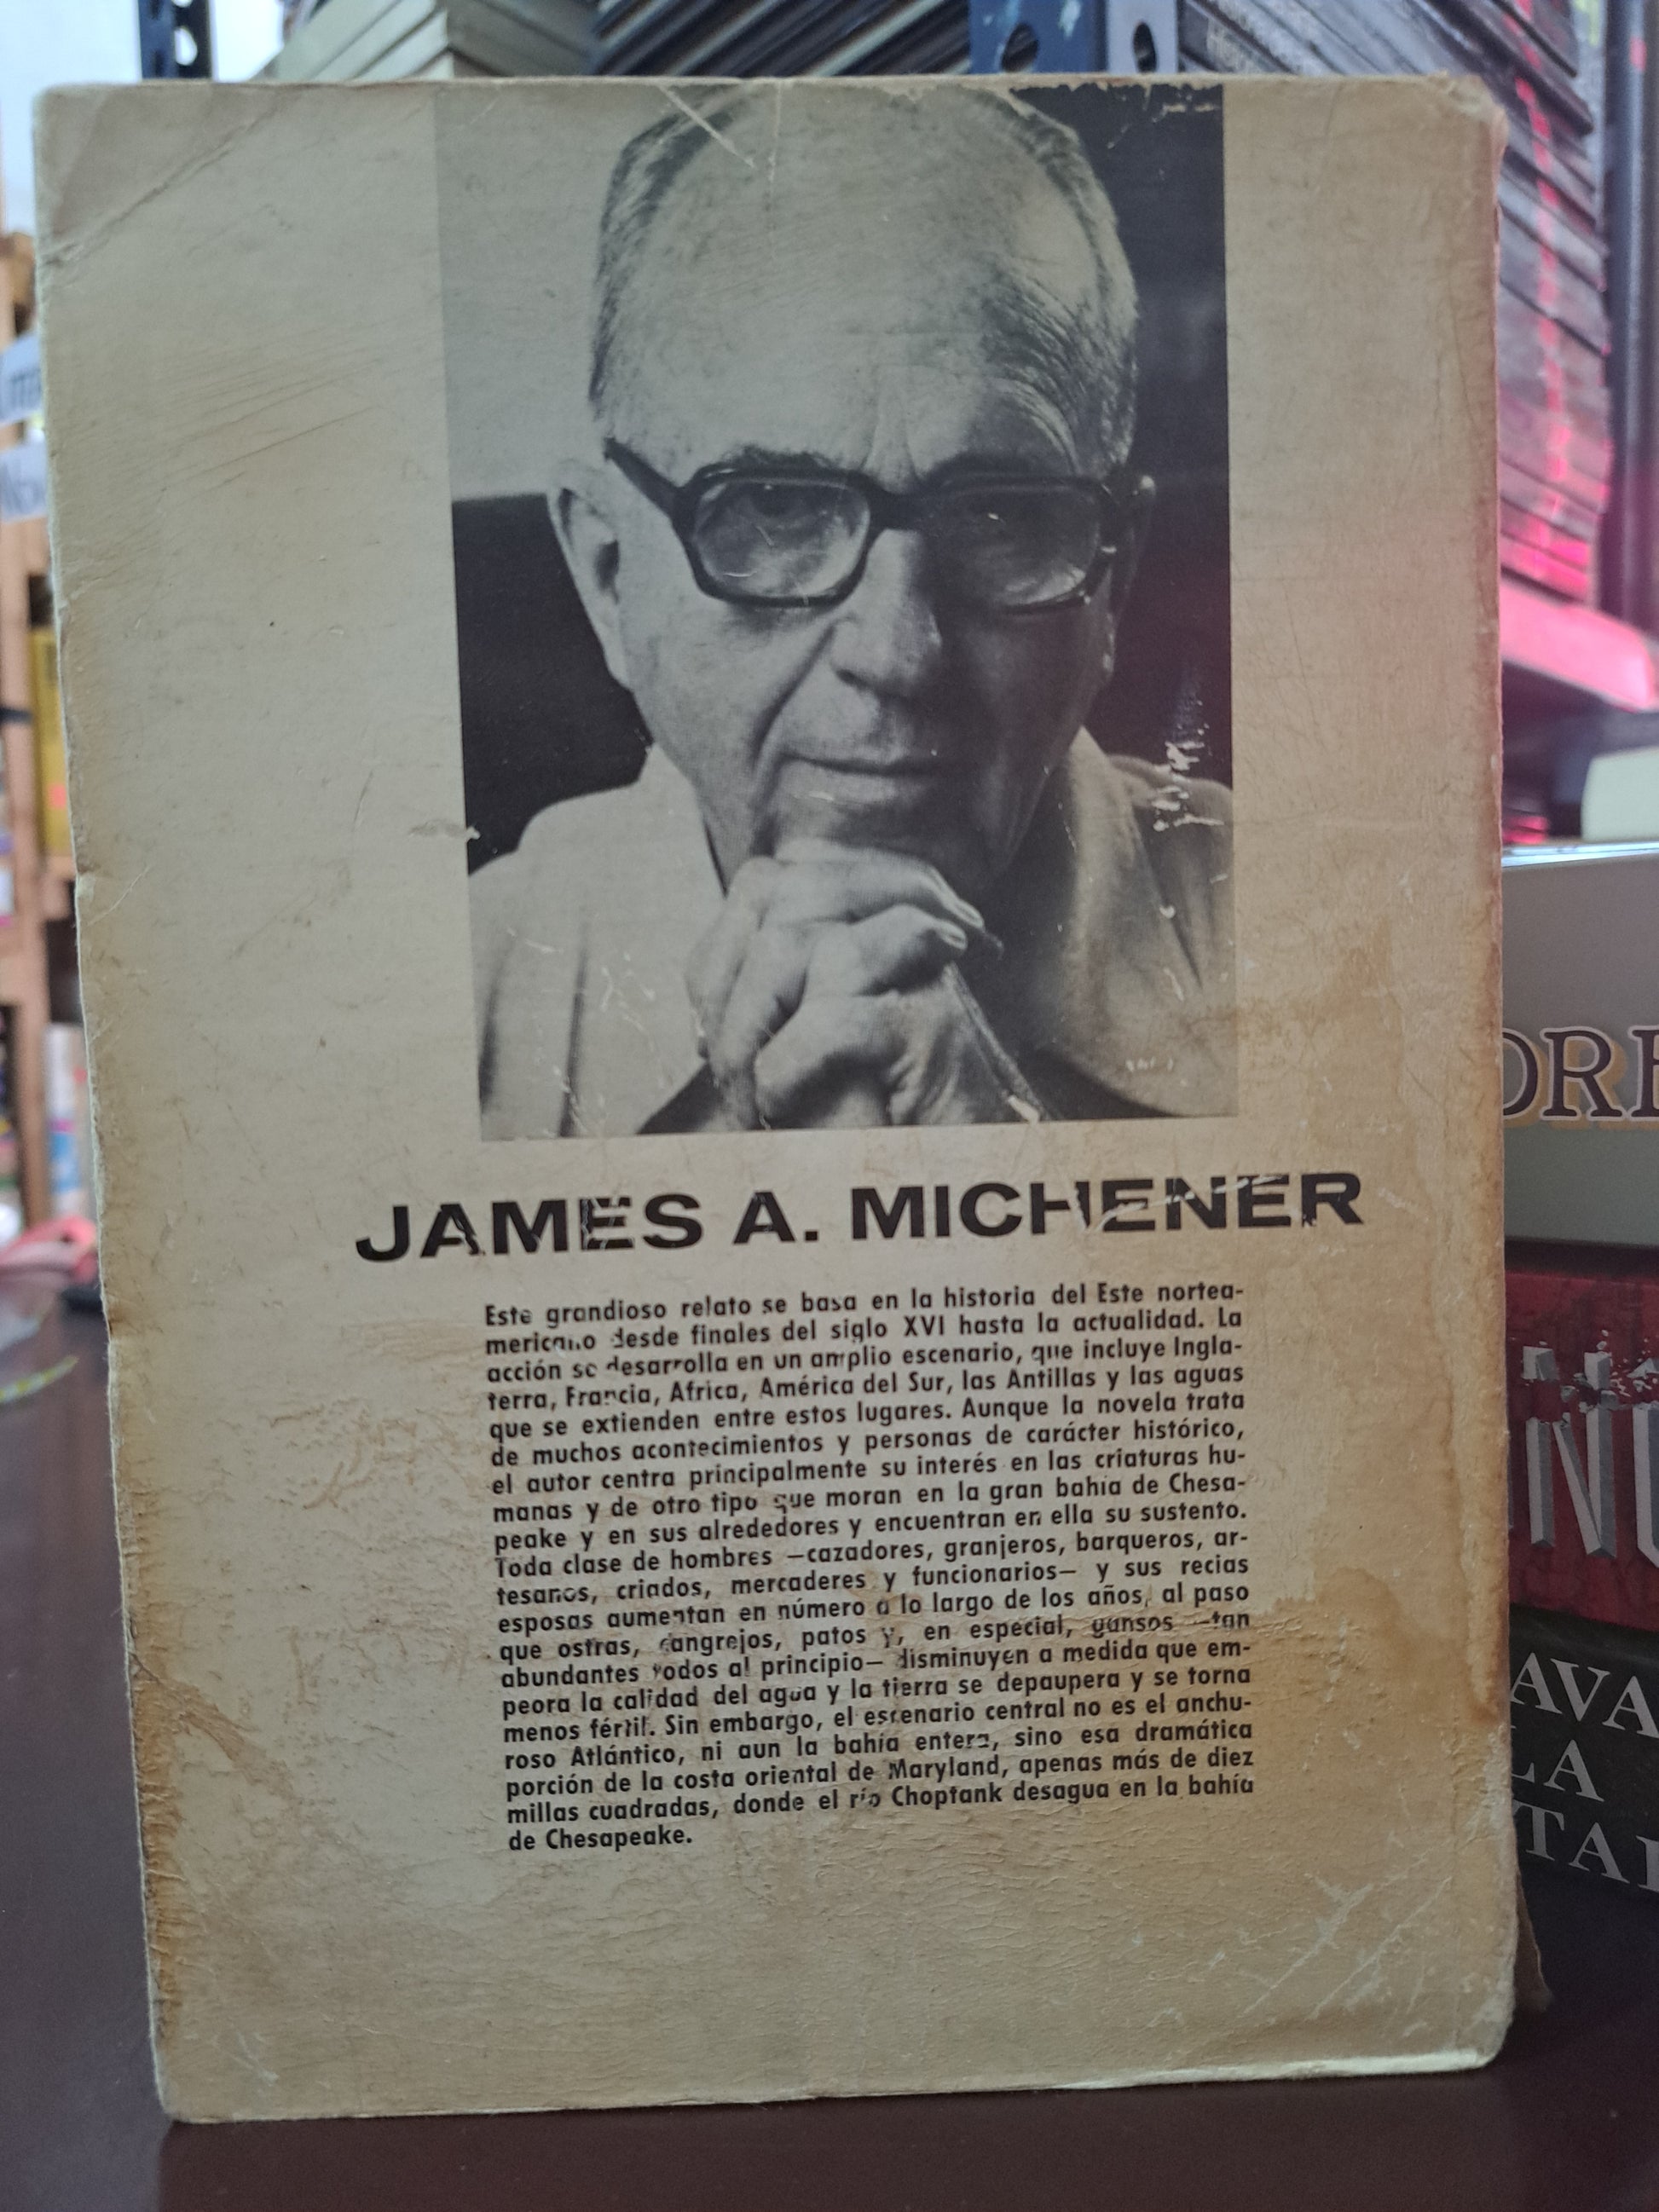 JAMES A. MICHENER
Este grandioso relato se basa en la historia del Este nortea-
mericano desde finales del siglo XVI hasta la actualidad. La
acción se desarrolla en un amplio escenario, que incluye Ingla-
terra, Francia, Africa, América del Sur, las Antillas y las aguas
que se extienden entre estos lugares. Aunque la novela trata
de muchos acontecimientos y personas de carácter histórico,
el autor centra principalmente su interés en las criaturas hu-
manas y de otro tipo que moran en la gran bahía de Chesa-
peake y en sus alrededores y encuentran en ella su sustento.
Toda clase de hombres —cazadores, granjeros, barqueros, ar-
tesanos, criados, mercaderes y funcionarios— y sus recias
esposas aumentan en número a lo largo de los años, al paso
que ostras, cangrejos, patos y, en especial, gansos —tan
abundantes todos al principio— disminuyen a medida que em-
peora la calidad del agua y la tierra se depaupera y se torna
menos fértil. Sin embargo, el escenario central no es el anchu-
roso Atlántico, ni aun la bahía entera, sino esa dramática
porción de la costa oriental de Maryland, apenas más de diez
millas cuadradas, donde el río Choptank desagua en la bahía
de Chesapeake.
ORE
NU
AVA
LA
TAI